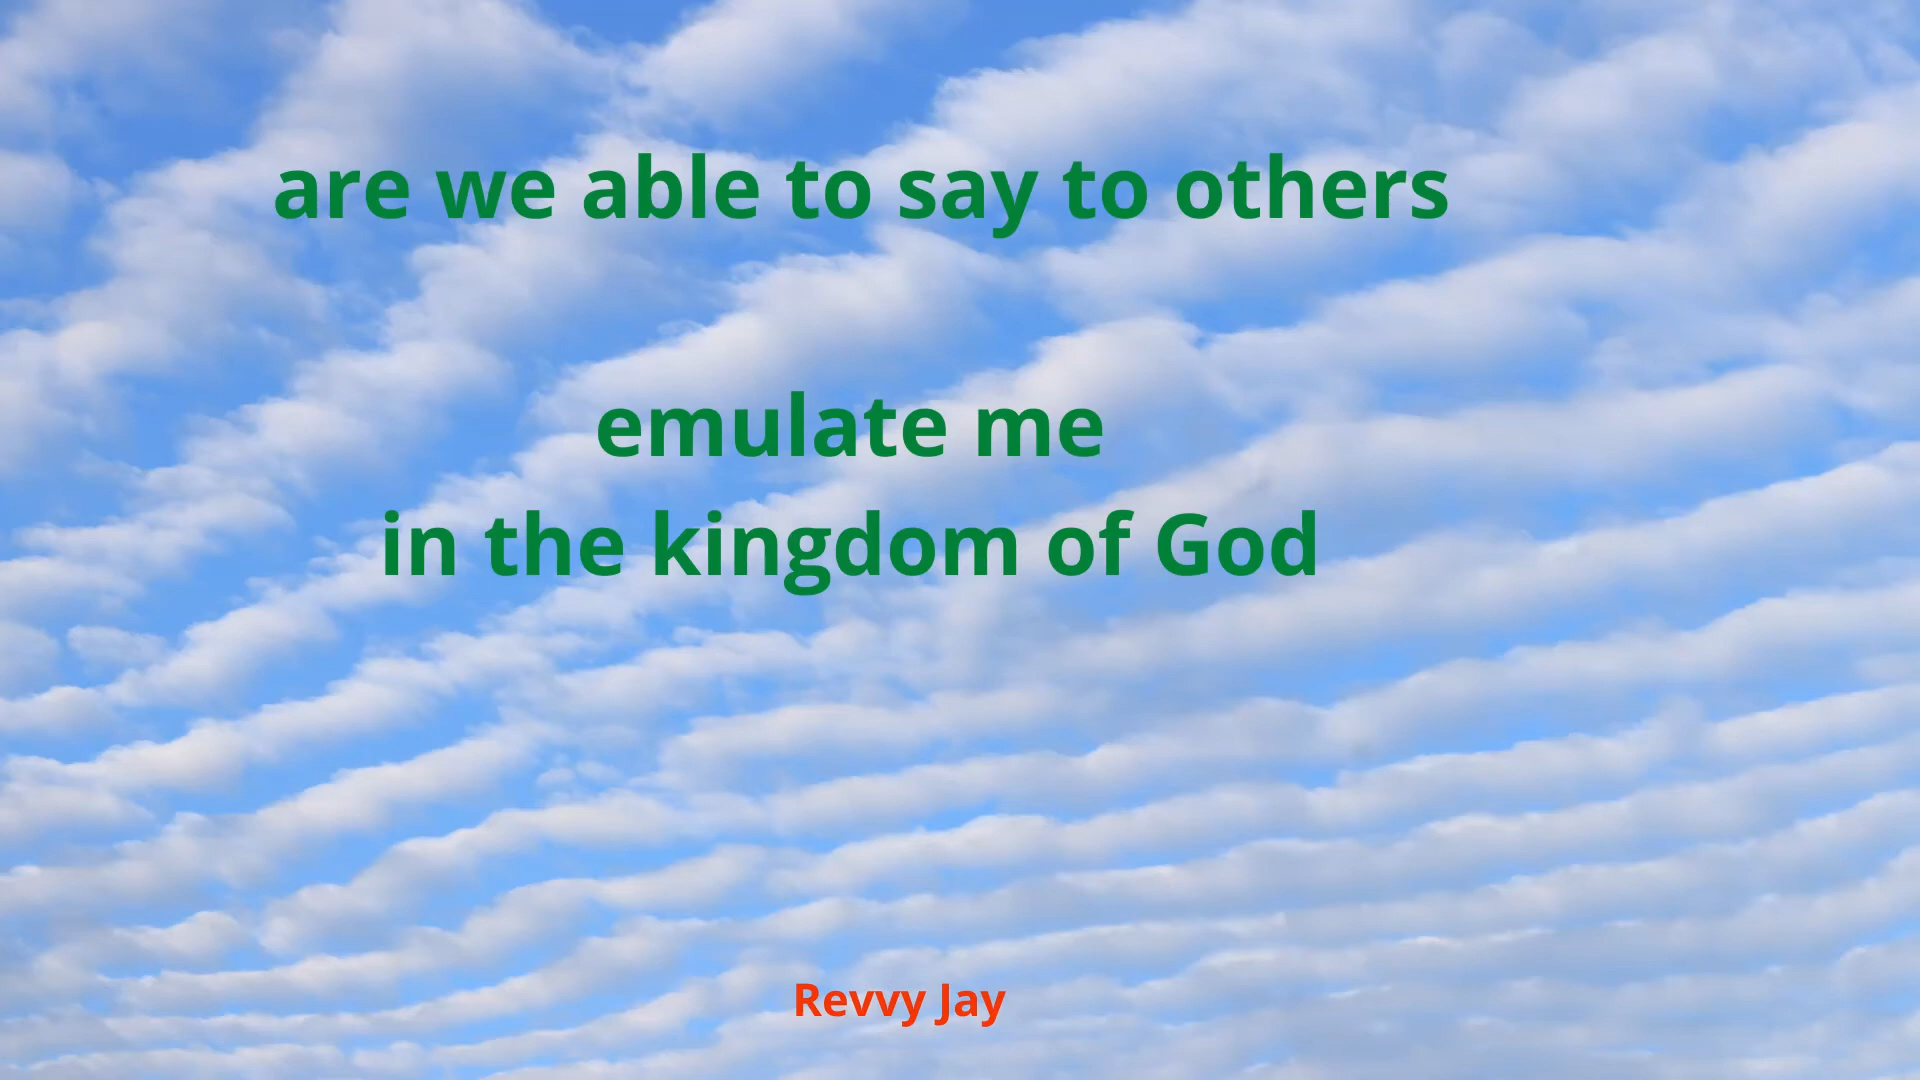 are we able to say to others
emulate me
in the kingdom of God
Revvy Jay